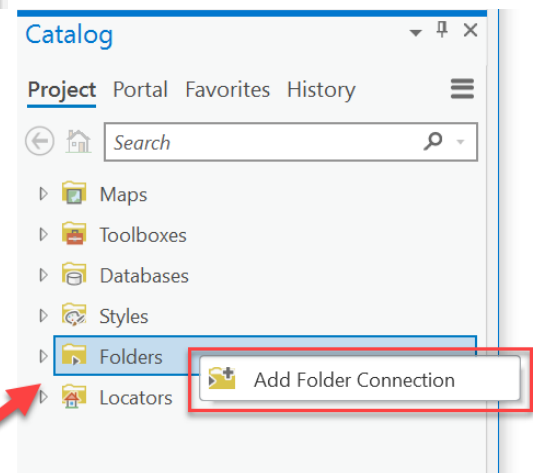 Catalog
Project Portal Favorites History
Search
Maps
Toolboxes
Databases
Styles
Folders
Add Folder Connection
Locators